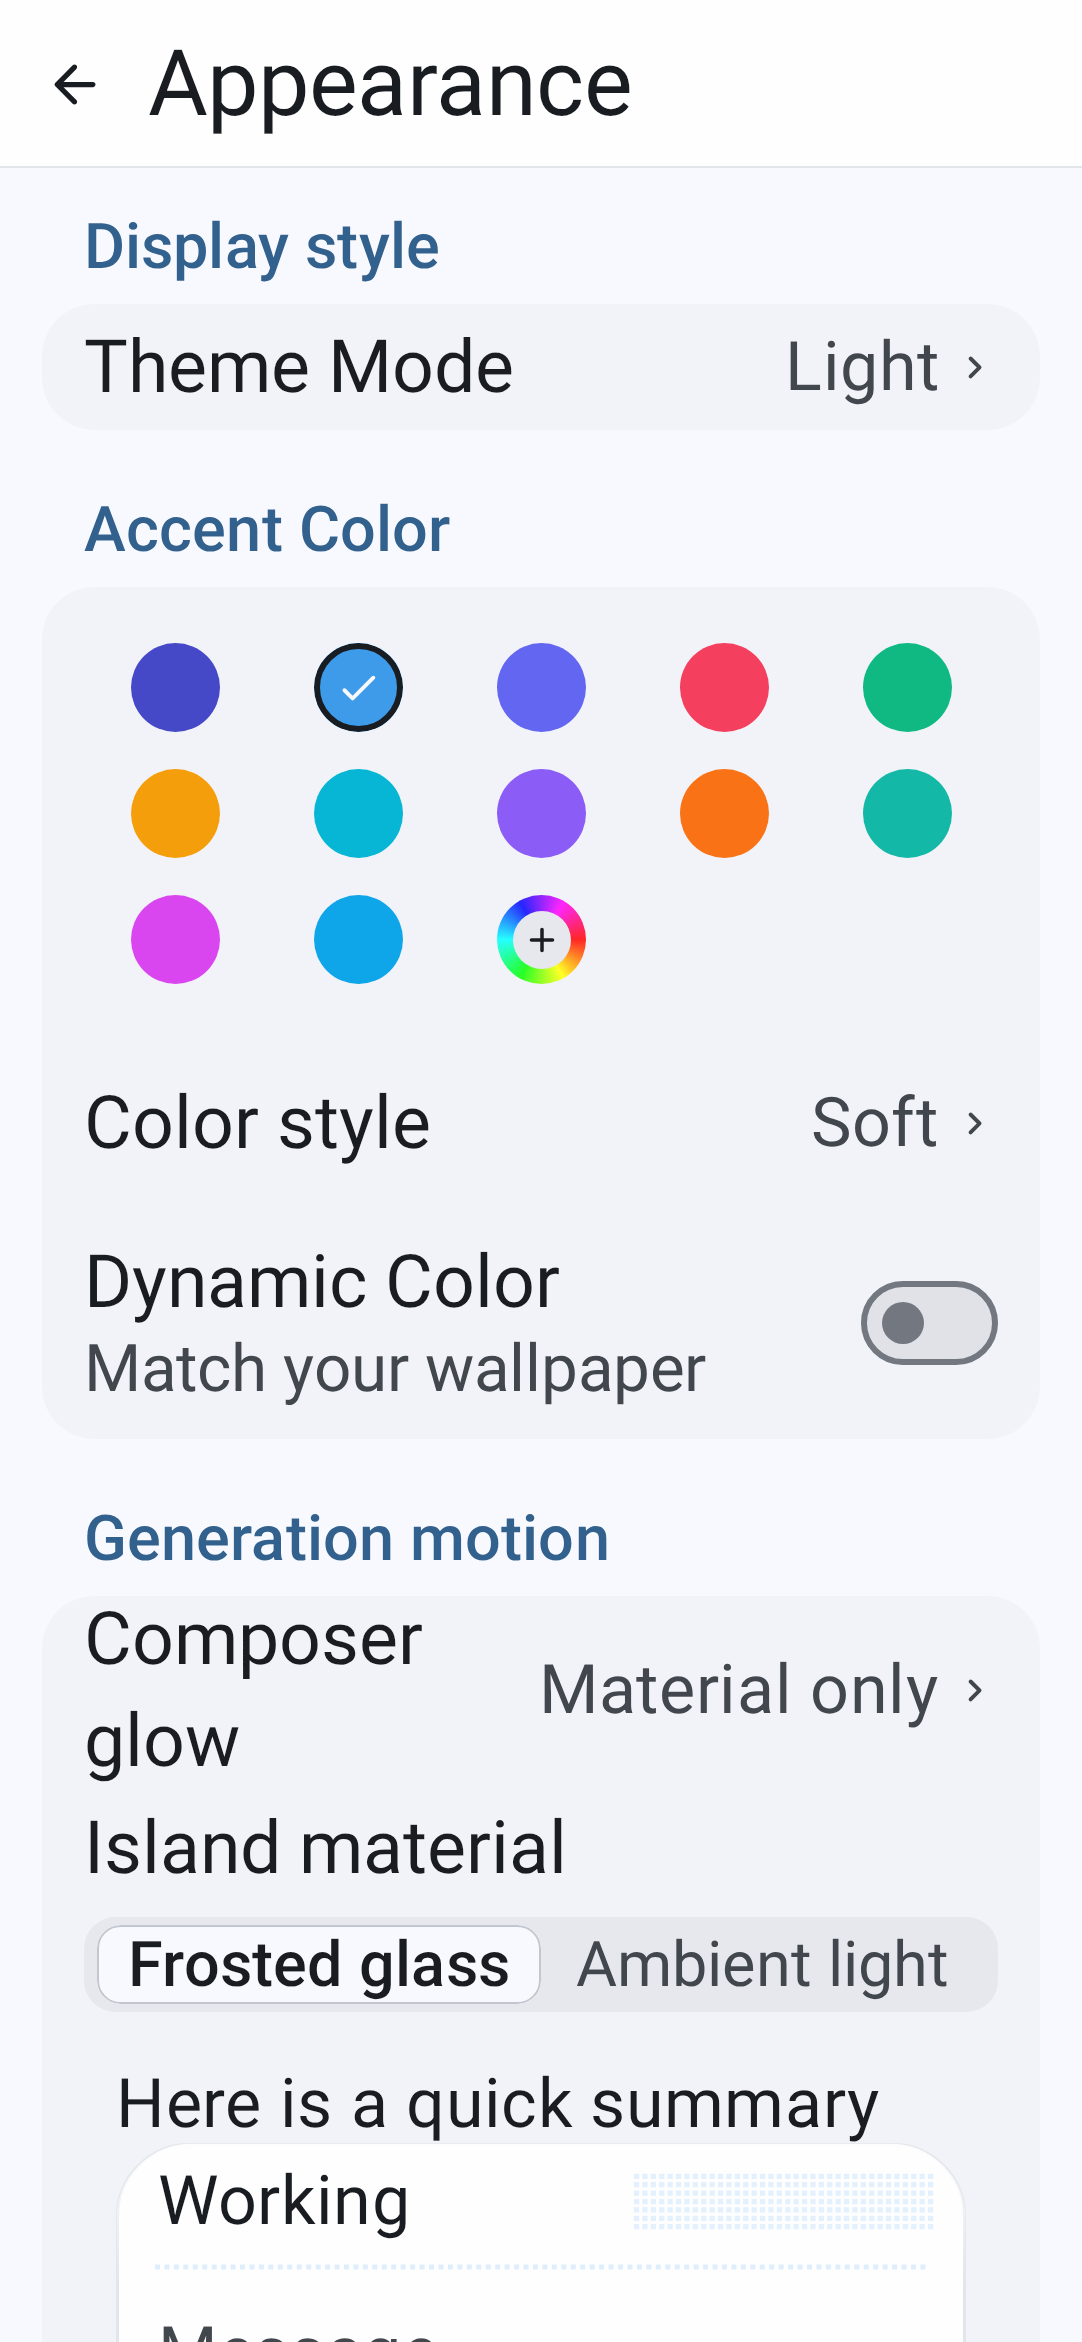 Appearance
Display style
Theme Mode
Light
Accent Color
Color style
Soft
Dynamic Color
Match your wallpaper
Generation motion
Composer
glow
Material only
Island material
Frosted glass
Ambient light
Here is a quick summary
Working
Message